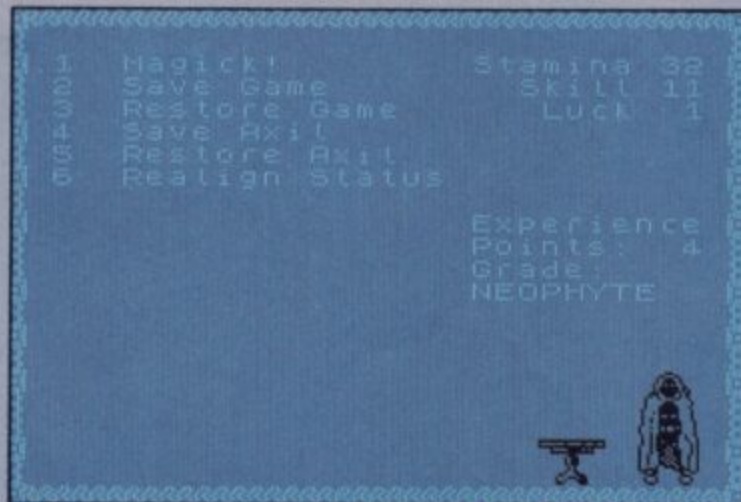 1 Magick!
2 Save Game
3 Restore Game
4 Save Axil
5 Restore Axil
6 Realign Status
Stamina 32
Skill 11
Luck 1
Experience
Points: 4
Grade:
NEOPHYTE